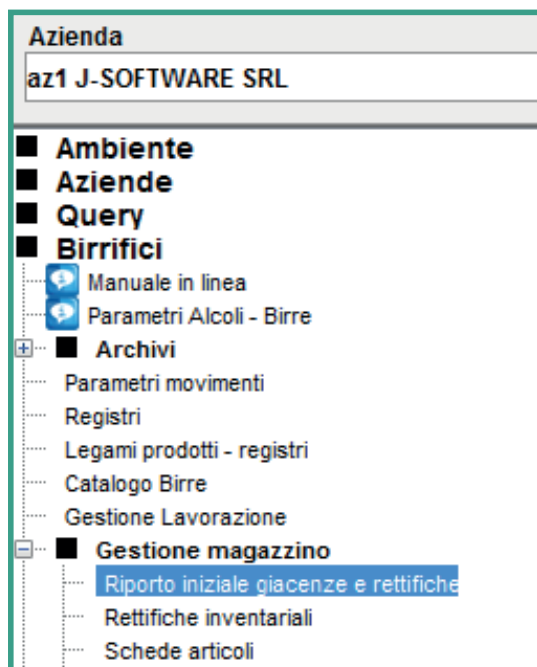 Azienda
az1 J-SOFTWARE SRL
Ambiente
Aziende
Query
Birrifici
Manuale in linea
Parametri Alcoli - Birre
Archivi
Parametri movimenti
Registri
Legami prodotti - registri
Catalogo Birre
Gestione Lavorazione
Gestione magazzino
Riporto iniziale giacenze e rettifiche
Rettifiche inventariali
Schede articoli